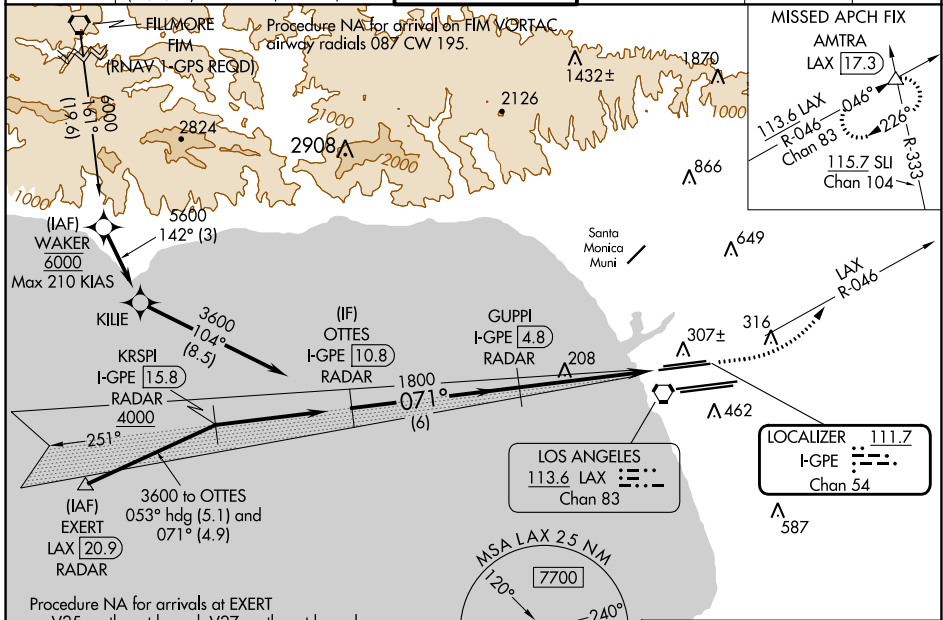 FILLMORE
FIM
(RNAV 1-GPS REQD)
Procedure NA for arrival on FIM VORTAC
airway radials 087 CW 195.
MISSED APCH FIX
AMTRA
LAX 17.3
113.6 LAX
R-046
Chan 83
046°
226°
R-333
115.7 SLI
Chan 104
6000
161°
(19.6)
2824
2908
2126
1432±
1870
1000
1000
2000
1000
1000
866
649
(IAF)
WAKER
6000
Max 210 KIAS
5600
142° (3)
KILIE
3600
104°
(8.5)
Santa
Monica
Muni
LAX
R-046
(IF)
OTTES
I-GPE 10.8
RADAR
GUPPI
I-GPE 4.8
RADAR
KRSPI
I-GPE 15.8
RADAR
4000
208
307±
316
462
587
1800
071°
(6)
251°
(IAF)
EXERT
LAX 20.9
RADAR
3600 to OTTES
053° hdg (5.1) and
071° (4.9)
LOS ANGELES
113.6 LAX
Chan 83
LOCALIZER 111.7
I-GPE
Chan 54
MSA LAX 25 NM
120°
7700
240°
Procedure NA for arrivals at EXERT